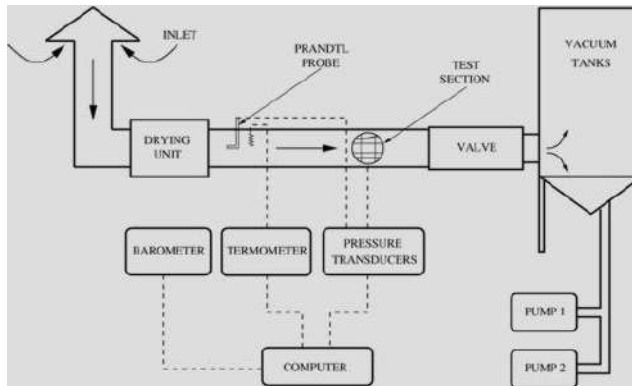 INLET
PRANDTL
PROBE
TEST
SECTION
VACUUM
TANKS
DRYING
UNIT
VALVE
BAROMETER
TERMOMETER
PRESSURE
TRANSDUCERS
PUMP 1
COMPUTER
PUMP 2